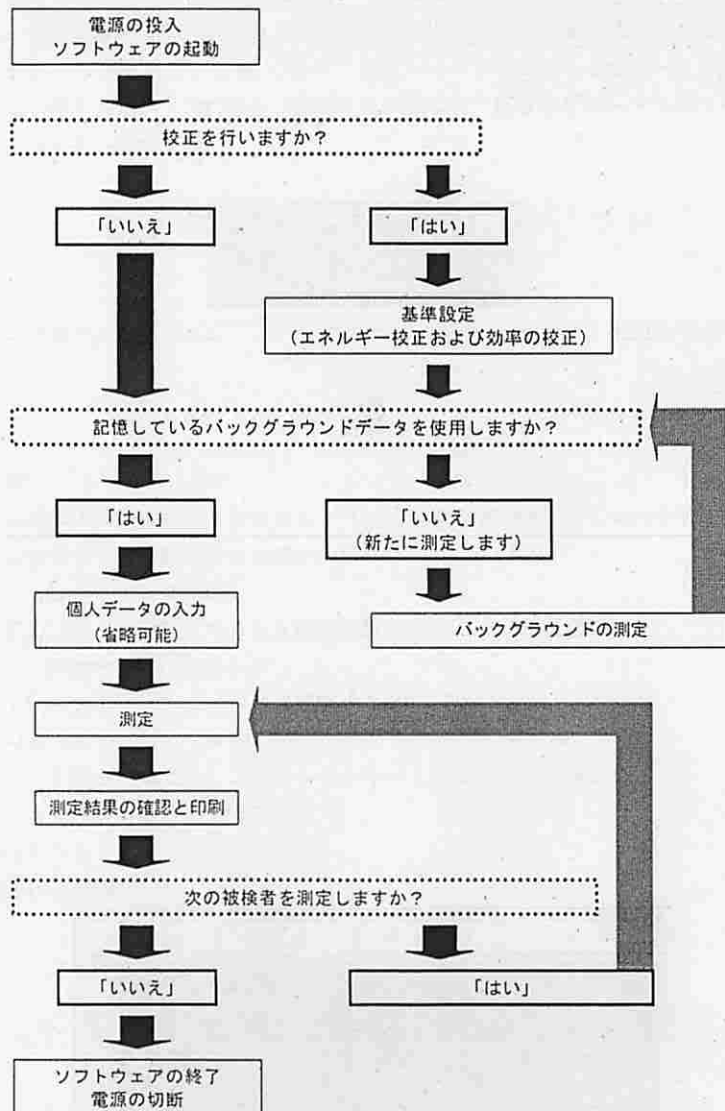 電源の投入
ソフトウェアの起動
校正を行いますか？
「いいえ」
「はい」
基準設定
（エネルギー校正および効率の校正）
記憶しているバックグラウンドデータを使用しますか？
「はい」
「いいえ」
（新たに測定します）
個人データの入力
（省略可能）
バックグラウンドの測定
測定
測定結果の確認と印刷
次の被検者を測定しますか？
「いいえ」
「はい」
ソフトウェアの終了
電源の切断